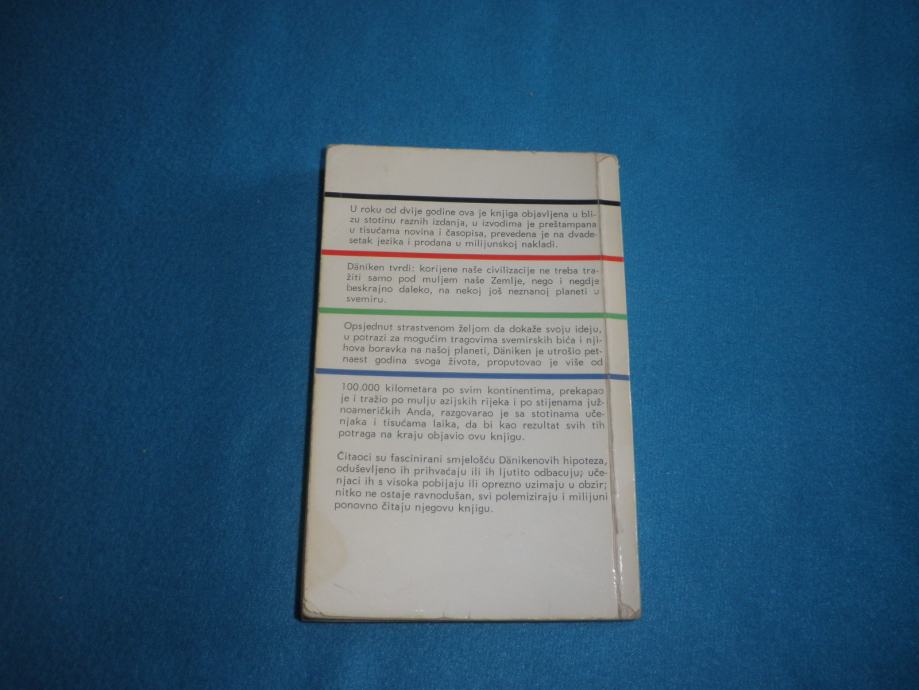 U roku od dvije godine ova je knjiga objavljena u bli-
zu stotinu raznih izdanja, u izvodima je preštampana
u tisućama novina i časopisa, prevedena je na dvade-
setak jezika i prodana u milijunskoj nakladi.
Däniken tvrdi: korijene naše civilizacije ne treba tra-
žiti samo pod muljem naše Zemlje, nego i negdje
beskrajno daleko, na nekoj još neznanoj planeti u
svemiru.
Opsjednut strastvenom željom da dokaže svoju ideju,
u potrazi za mogućim tragovima svemirskih bića i nji-
hova boravka na našoj planeti, Däniken je utrošio pet-
naest godina svoga života, proputovao je više od
100.000 kilometara po svim kontinentima, prekapao
je i tražio po mulju azijskih rijeka i po stijenama juž-
noameričkih Anda, razgovarao je sa stotinama uče-
njaka i tisućama laika, da bi kao rezultat svih tih
potraga na kraju objavio ovu knjigu.
Čitaoci su fascinirani smjelošću Dänikenovih hipoteza,
oduševljeno ih prihvaćaju ili ih ljutito odbacuju; uče-
njaci ih s visoka pobijaju ili oprezno uzimaju u obzir;
nitko ne ostaje ravnodušan, svi polemiziraju i milijuni
ponovno čitaju njegovu knjigu.